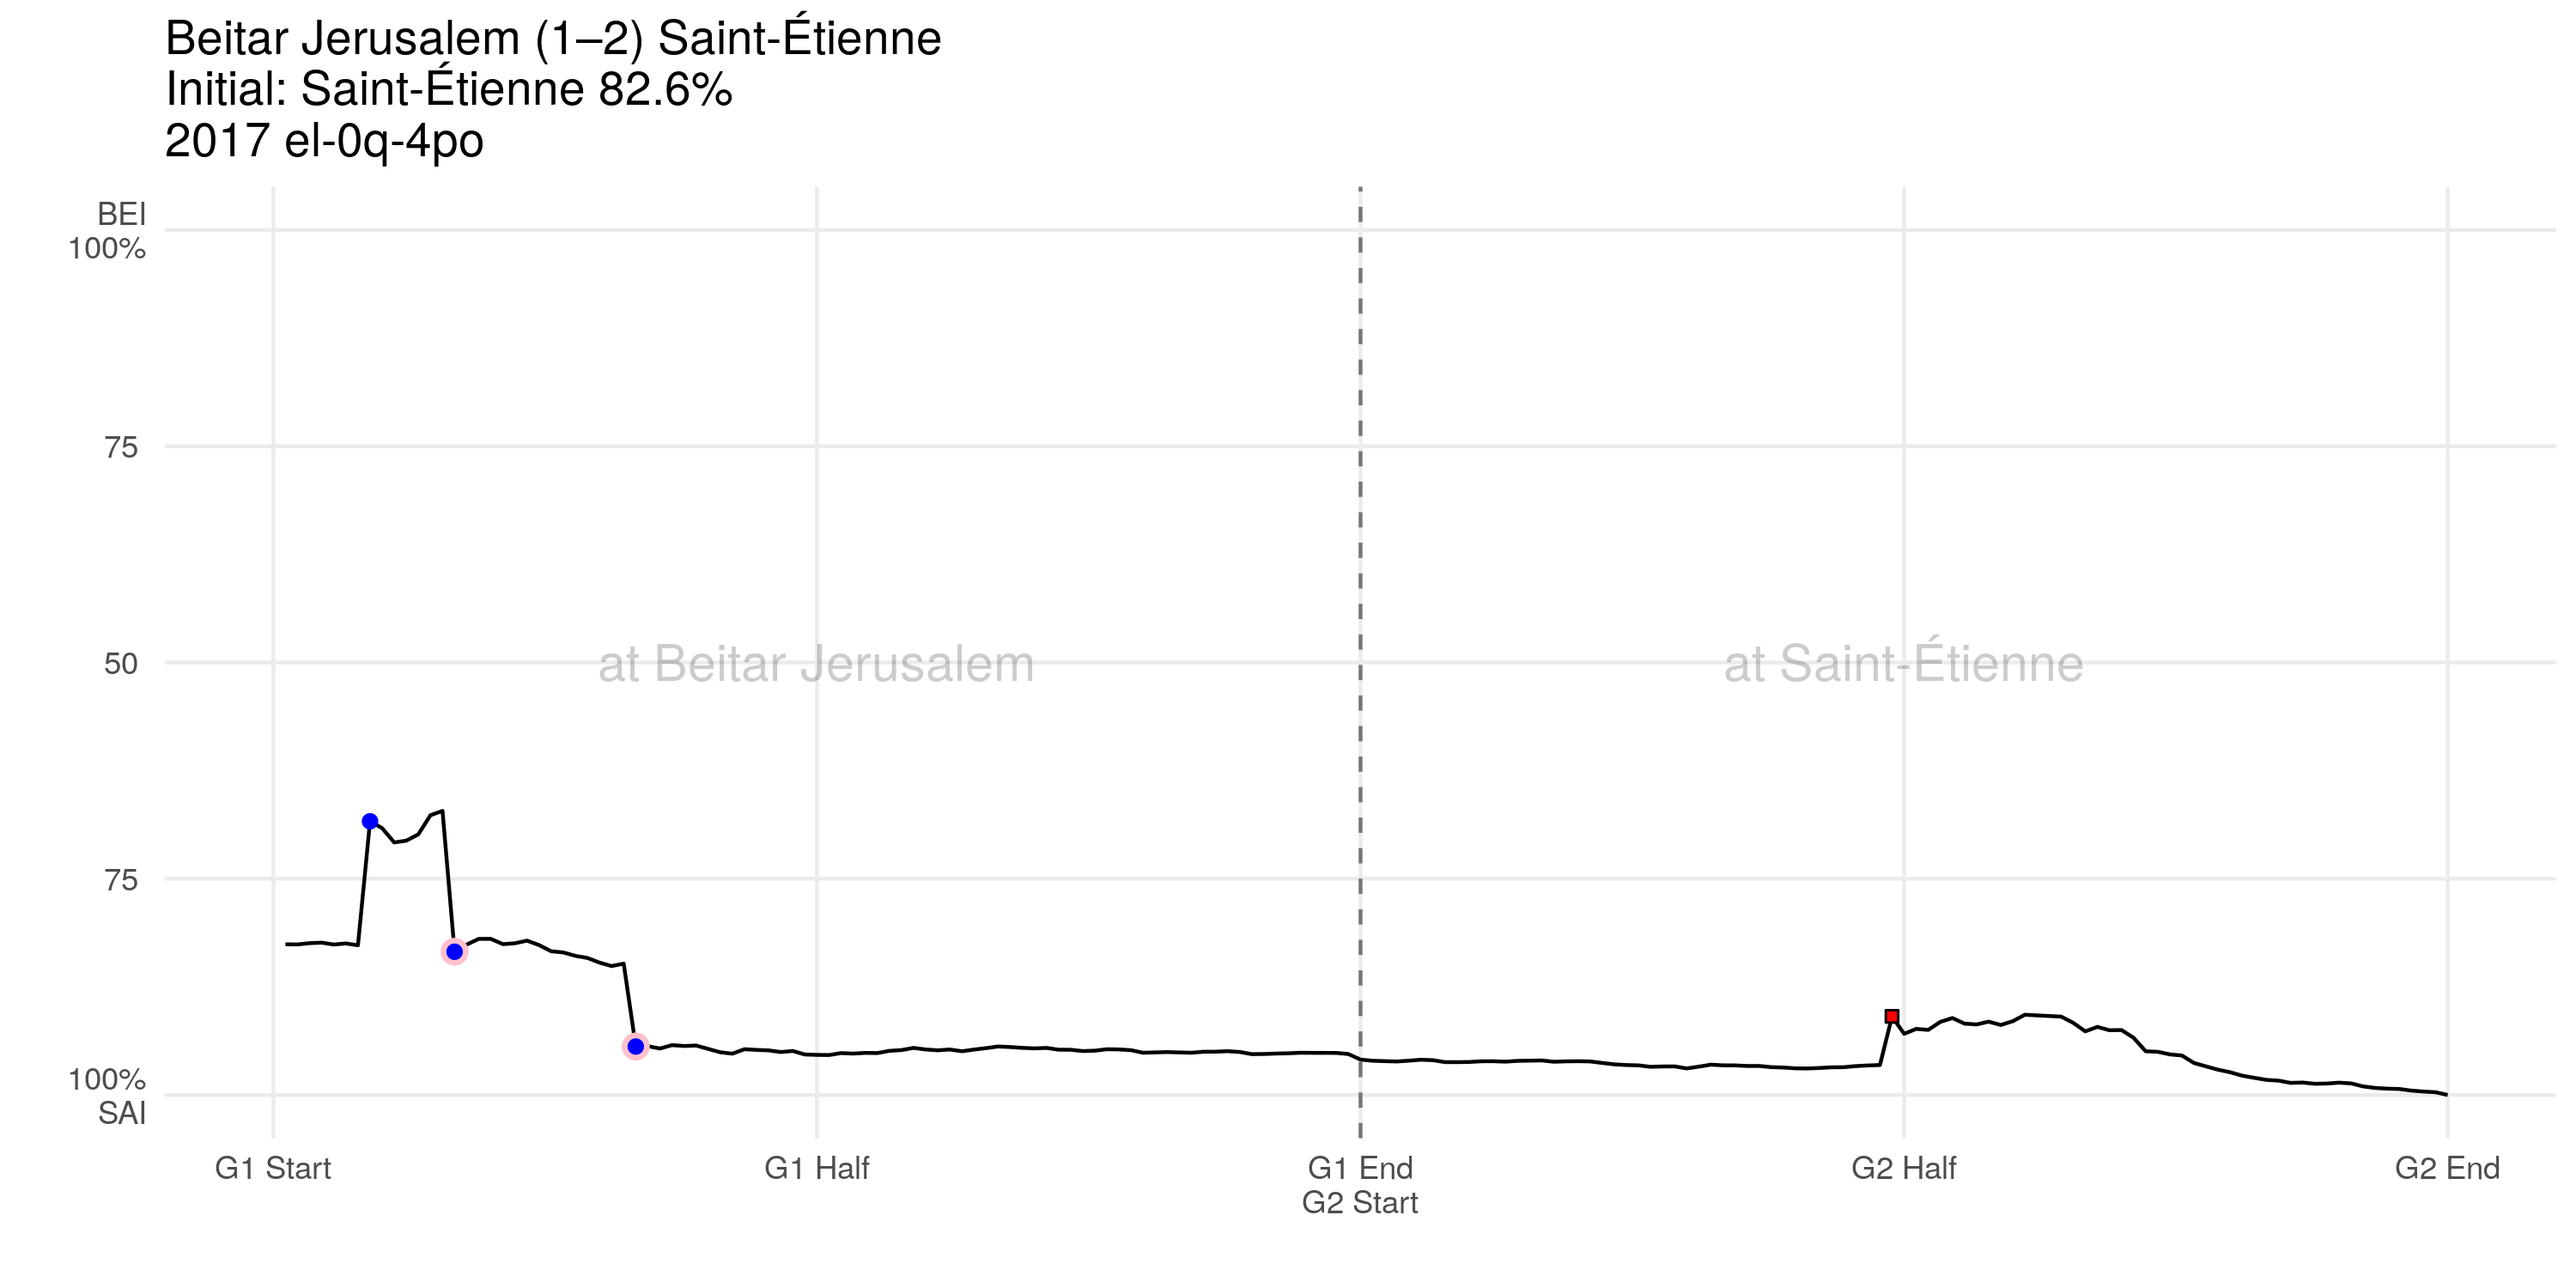 Beitar Jerusalem (1–2) Saint-Étienne
Initial: Saint-Étienne 82.6%
2017 el-0q-4po
BEI
100%
75
50
75
100%
SAI
at Beitar Jerusalem
at Saint-Étienne
G1 Start
G1 Half
G1 End
G2 Start
G2 Half
G2 End